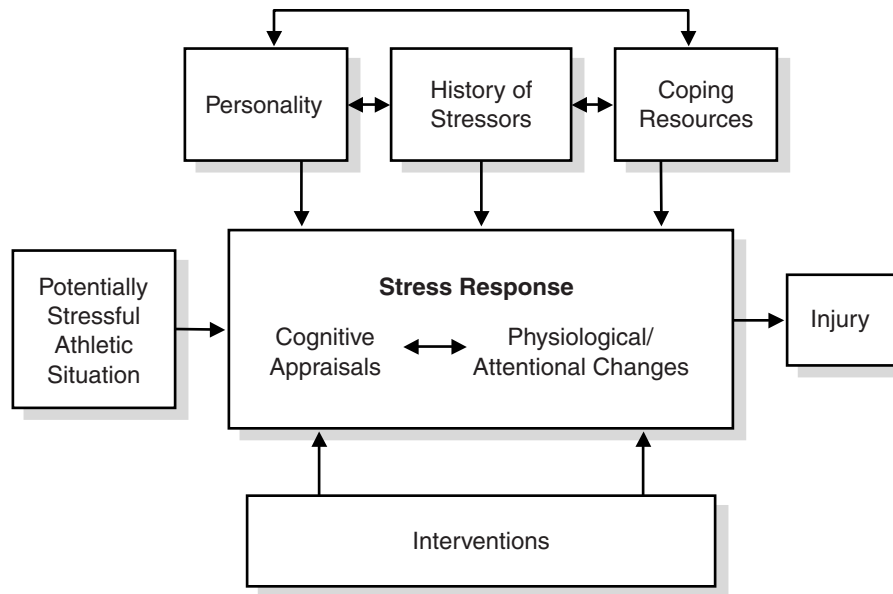 Personality
History of
Stressors
Coping
Resources
Potentially
Stressful
Athletic
Situation
Stress Response
Cognitive
Appraisals
Physiological/
Attentional Changes
Injury
Interventions